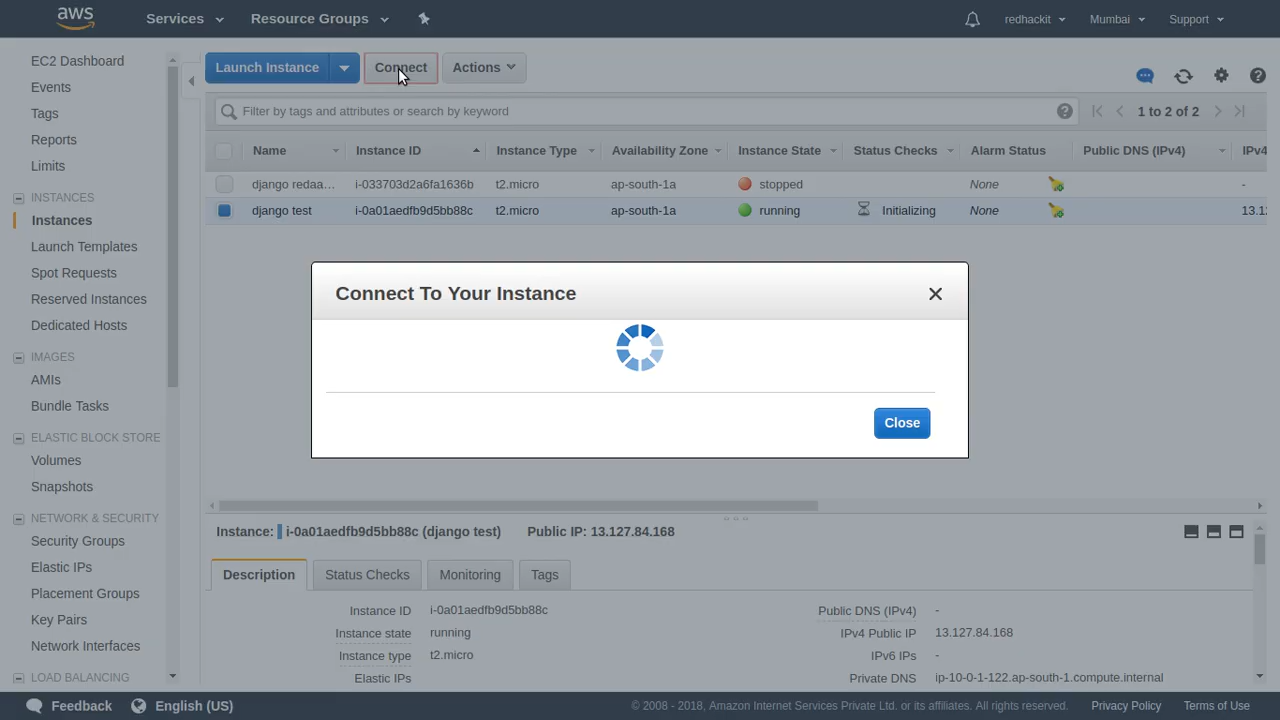 aws Services Resource Groups redhackit Mumbai Support
EC2 Dashboard
Events
Tags
Reports
Limits
INSTANCES
Instances
Launch Templates
Spot Requests
Reserved Instances
Dedicated Hosts
IMAGES
AMIs
Bundle Tasks
ELASTIC BLOCK STORE
Volumes
Snapshots
NETWORK & SECURITY
Security Groups
Elastic IPs
Placement Groups
Key Pairs
Network Interfaces
LOAD BALANCING
Launch Instance Connect Actions
Filter by tags and attributes or search by keyword 1 to 2 of 2
Name Instance ID Instance Type Availability Zone Instance State Status Checks Alarm Status Public DNS (IPv4) IPv4
django redaa... i-033703d2a6fa1636b t2.micro ap-south-1a stopped None -
django test i-0a01aedfb9d5bb88c t2.micro ap-south-1a running Initializing None 13.12
Connect To Your Instance
Close
Instance: i-0a01aedfb9d5bb88c (django test) Public IP: 13.127.84.168
Description Status Checks Monitoring Tags
Instance ID i-0a01aedfb9d5bb88c Public DNS (IPv4) -
Instance state running IPv4 Public IP 13.127.84.168
Instance type t2.micro IPv6 IPs -
Elastic IPs Private DNS ip-10-0-1-122.ap-south-1.compute.internal
Feedback English (US) © 2008 - 2018, Amazon Internet Services Private Ltd. or its affiliates. All rights reserved. Privacy Policy Terms of Use